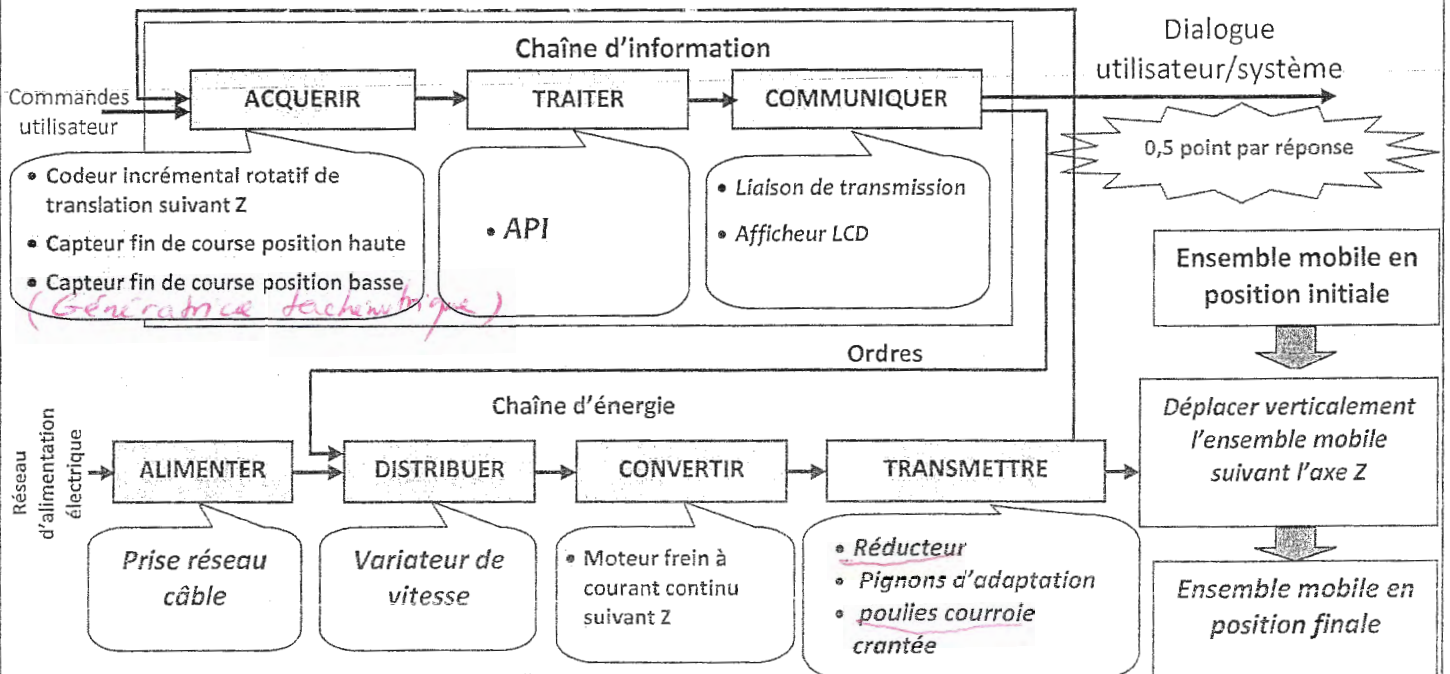 Chaîne d'information
Dialogue
utilisateur/système
Commandes
utilisateur
ACQUERIR
TRAITER
COMMUNIQUER
0,5 point par réponse
• Codeur incrémental rotatif de
translation suivant Z
• Capteur fin de course position haute
• Capteur fin de course position basse
(Génératrice tachymétrique)
• API
• Liaison de transmission
• Afficheur LCD
Ensemble mobile en
position initiale
Ordres
Chaîne d'énergie
Réseau
d'alimentation
électrique
ALIMENTER
DISTRIBUER
CONVERTIR
TRANSMETTRE
Déplacer verticalement
l'ensemble mobile
suivant l'axe Z
Prise réseau
câble
Variateur de
vitesse
• Moteur frein à
courant continu
suivant Z
• Réducteur
• Pignons d'adaptation
• poulies courroie
crantée
Ensemble mobile en
position finale